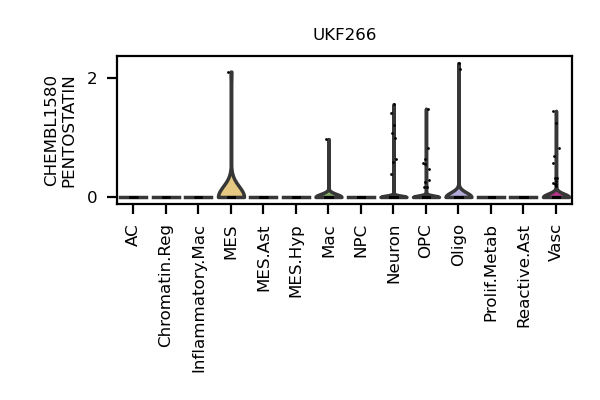 UKF266
CHEMBL1580
PENTOSTATIN
2
0
AC
Chromatin.Reg
Inflammatory.Mac
MES
MES.Ast
MES.Hyp
Mac
NPC
Neuron
OPC
Oligo
Prolif.Metab
Reactive.Ast
Vasc